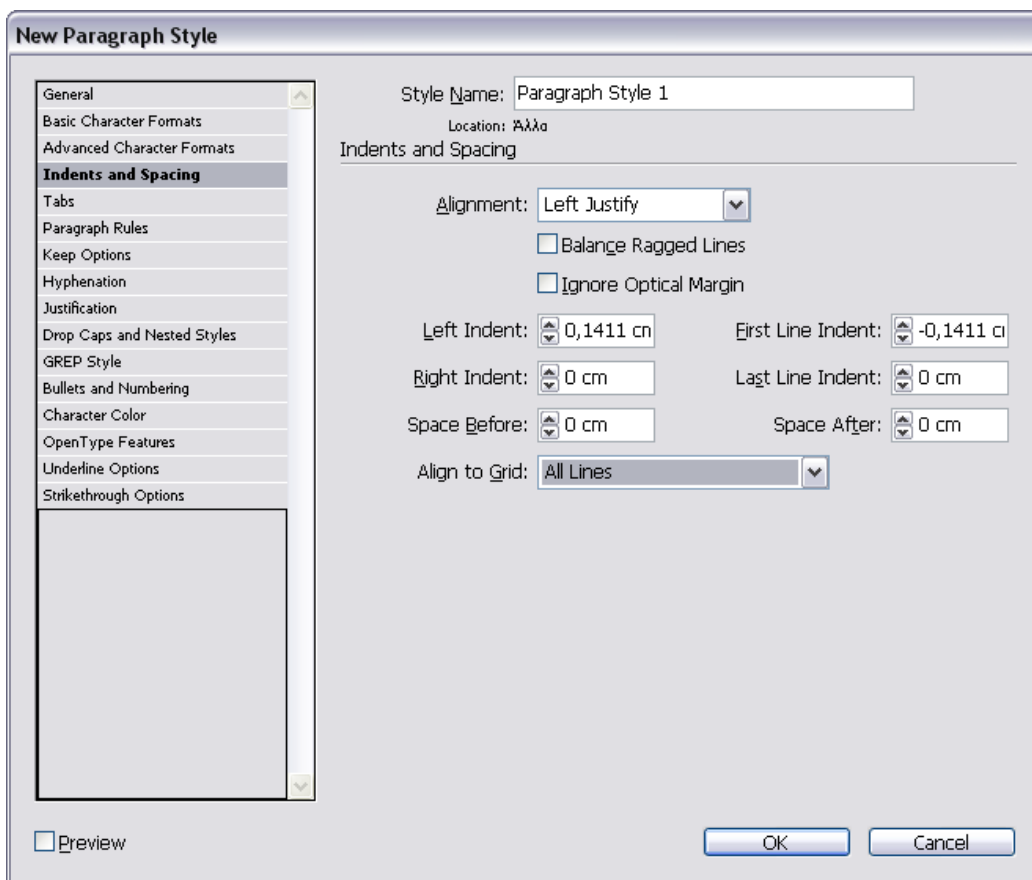 New Paragraph Style
General
Basic Character Formats
Advanced Character Formats
Indents and Spacing
Tabs
Paragraph Rules
Keep Options
Hyphenation
Justification
Drop Caps and Nested Styles
GREP Style
Bullets and Numbering
Character Color
OpenType Features
Underline Options
Strikethrough Options
Style Name: Paragraph Style 1
Location: Άλλα
Indents and Spacing
Alignment: Left Justify
Balance Ragged Lines
Ignore Optical Margin
Left Indent: 0,1411 cm First Line Indent: -0,1411 c
Right Indent: 0 cm Last Line Indent: 0 cm
Space Before: 0 cm Space After: 0 cm
Align to Grid: All Lines
Preview OK Cancel